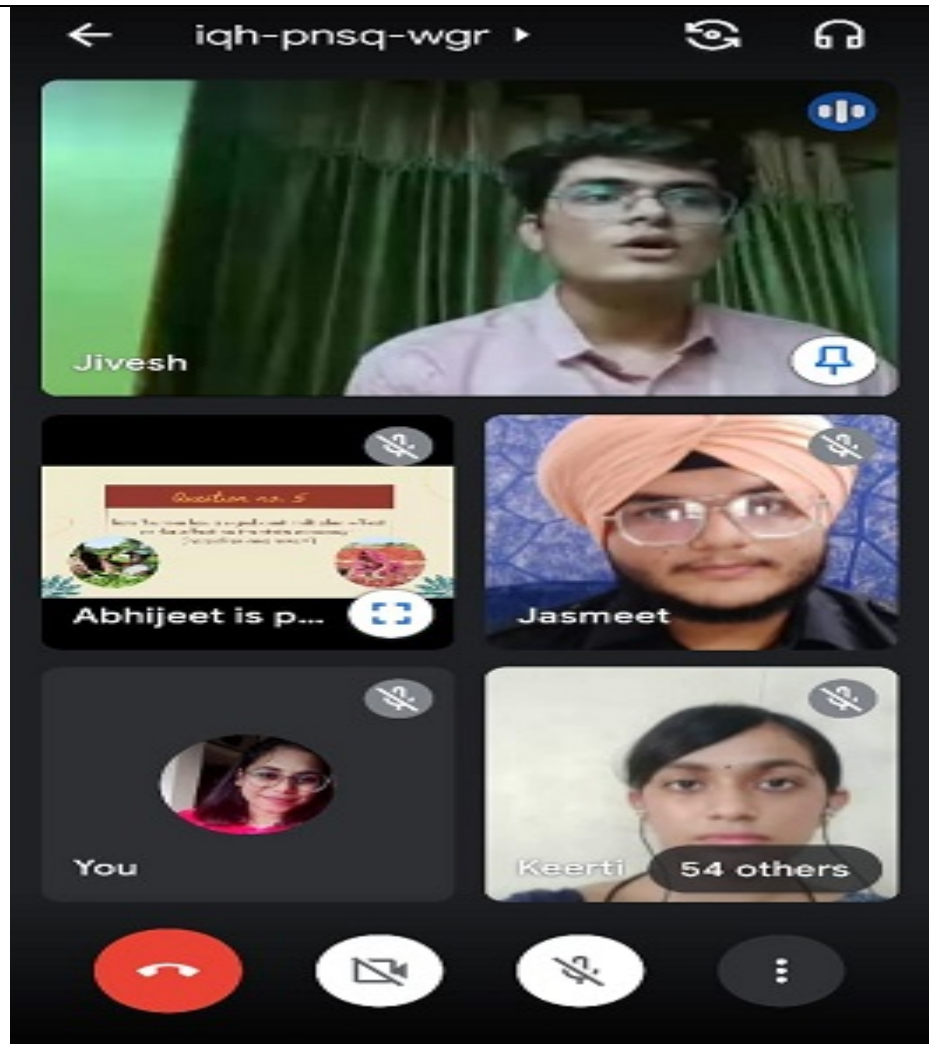 iqh-pnsq-wgr
Jivesh
Question no. 5
Abhijeet is p...
Jasmeet
You
Keerti
54 others